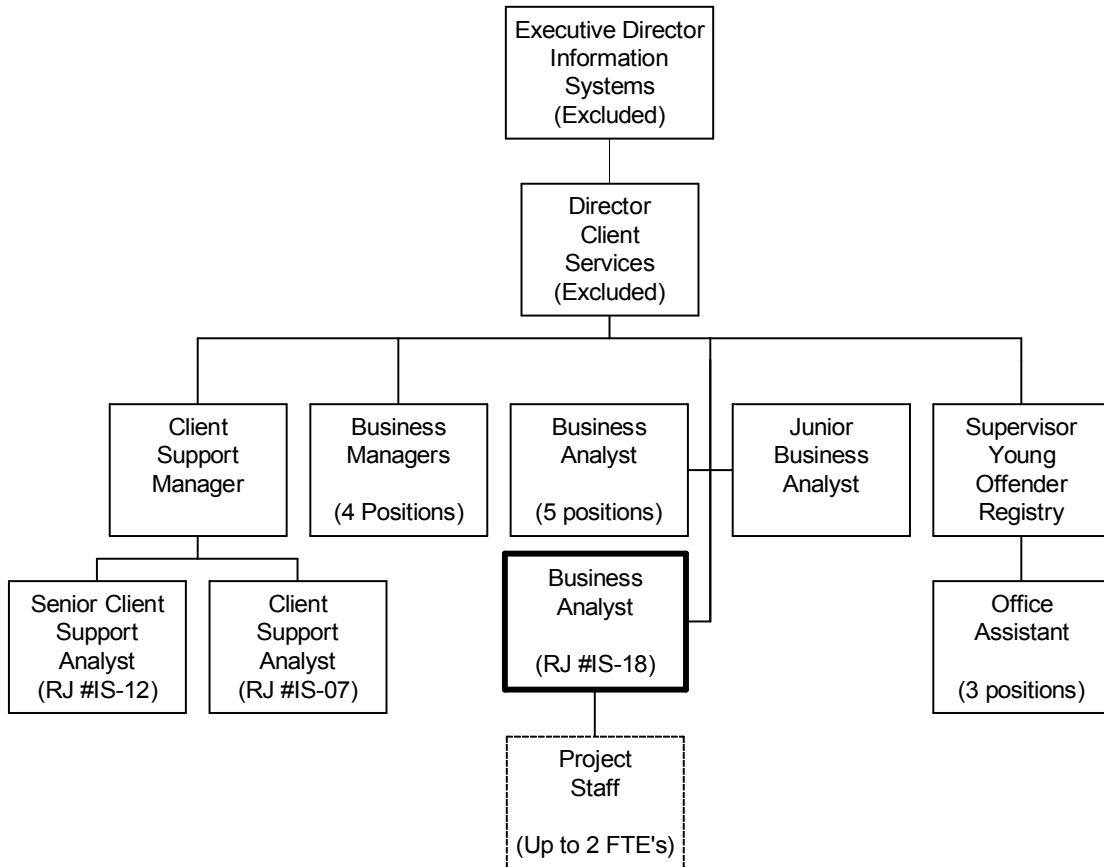 Executive Director
Information
Systems
(Excluded)
Director
Client
Services
(Excluded)
Client
Support
Manager
Business
Managers
(4 Positions)
Business
Analyst
(5 positions)
Junior
Business
Analyst
Supervisor
Young
Offender
Registry
Senior Client
Support
Analyst
(RJ #IS-12)
Client
Support
Analyst
(RJ #IS-07)
Business
Analyst
(RJ #IS-18)
Office
Assistant
(3 positions)
Project
Staff
(Up to 2 FTE's)